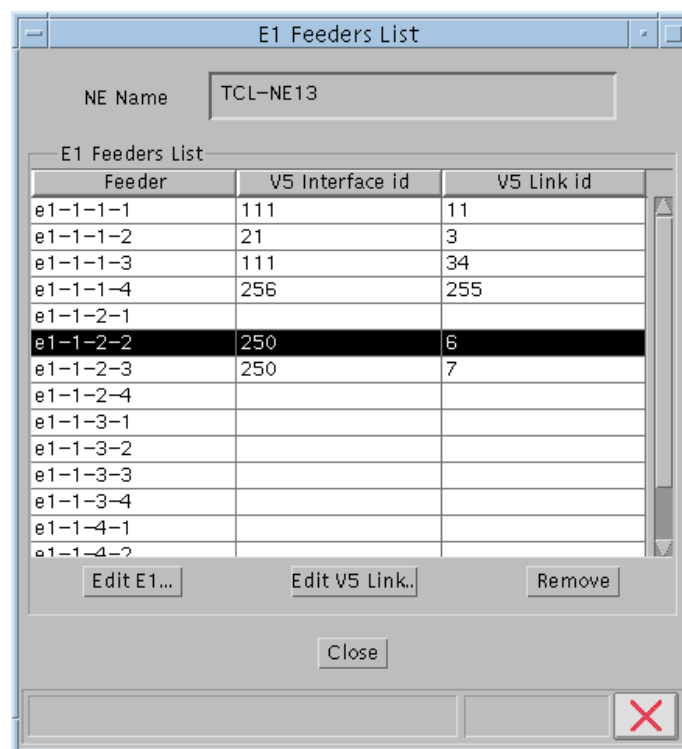 E1 Feeders List
NE Name TCL-NE13
E1 Feeders List
Feeder V5 Interface id V5 Link id
e1-1-1-1 111 11
e1-1-1-2 21 3
e1-1-1-3 111 34
e1-1-1-4 256 255
e1-1-2-1
e1-1-2-2 250 6
e1-1-2-3 250 7
e1-1-2-4
e1-1-3-1
e1-1-3-2
e1-1-3-3
e1-1-3-4
e1-1-4-1
e1-1-4-2
Edit E1... Edit V5 Link.. Remove
Close